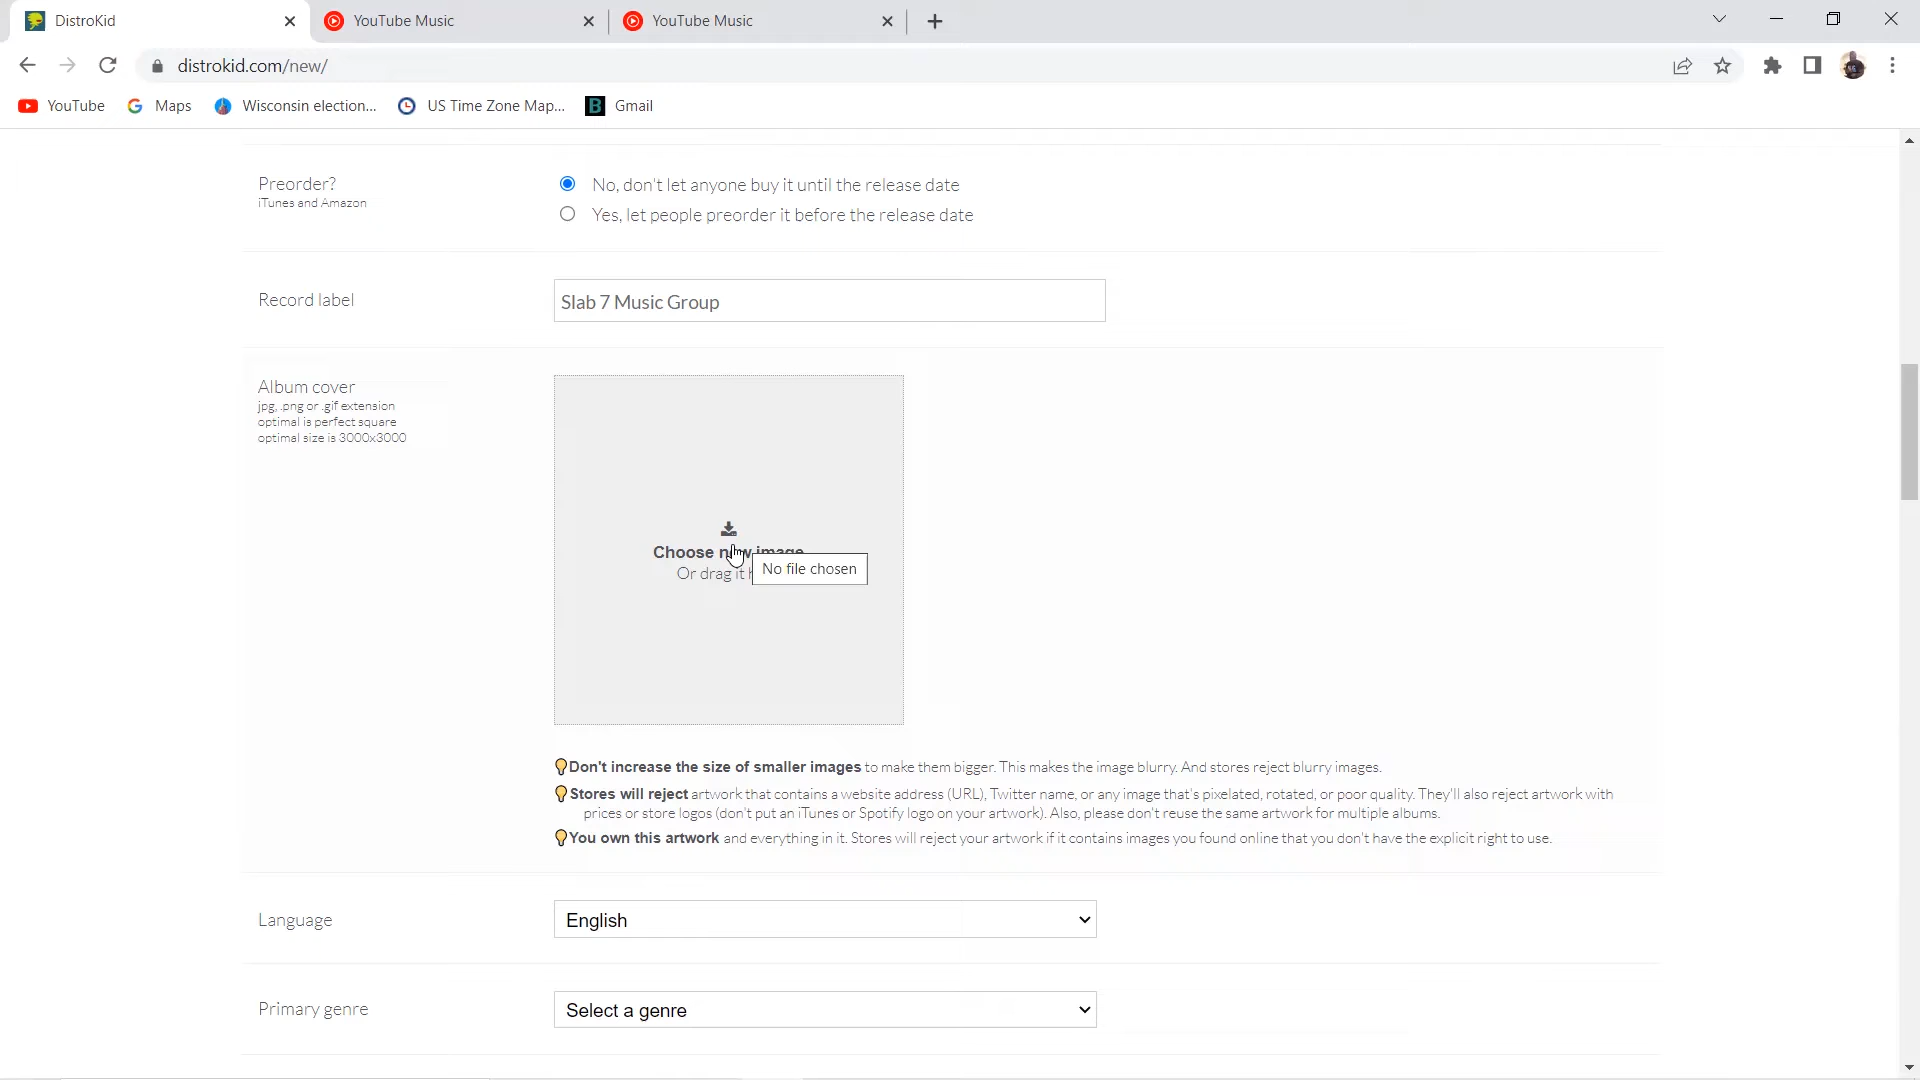 DistroKid
YouTube Music
YouTube Music
distrokid.com/new/
YouTube
Maps
Wisconsin election...
US Time Zone Map...
B
Gmail
Preorder?
iTunes and Amazon
No, don't let anyone buy it until the release date
Yes, let people preorder it before the release date
Record label
Slab 7 Music Group
Album cover
jpg, .png or .gif extension
optimal is perfect square
optimal size is 3000x3000
Choose new image
Or drag it h
No file chosen
Don't increase the size of smaller images to make them bigger. This makes the image blurry. And stores reject blurry images.
Stores will reject artwork that contains a website address (URL), Twitter name, or any image that's pixelated, rotated, or poor quality. They'll also reject artwork with
prices or store logos (don't put an iTunes or Spotify logo on your artwork). Also, please don't reuse the same artwork for multiple albums.
You own this artwork and everything in it. Stores will reject your artwork if it contains images you found online that you don't have the explicit right to use.
Language
English
Primary genre
Select a genre